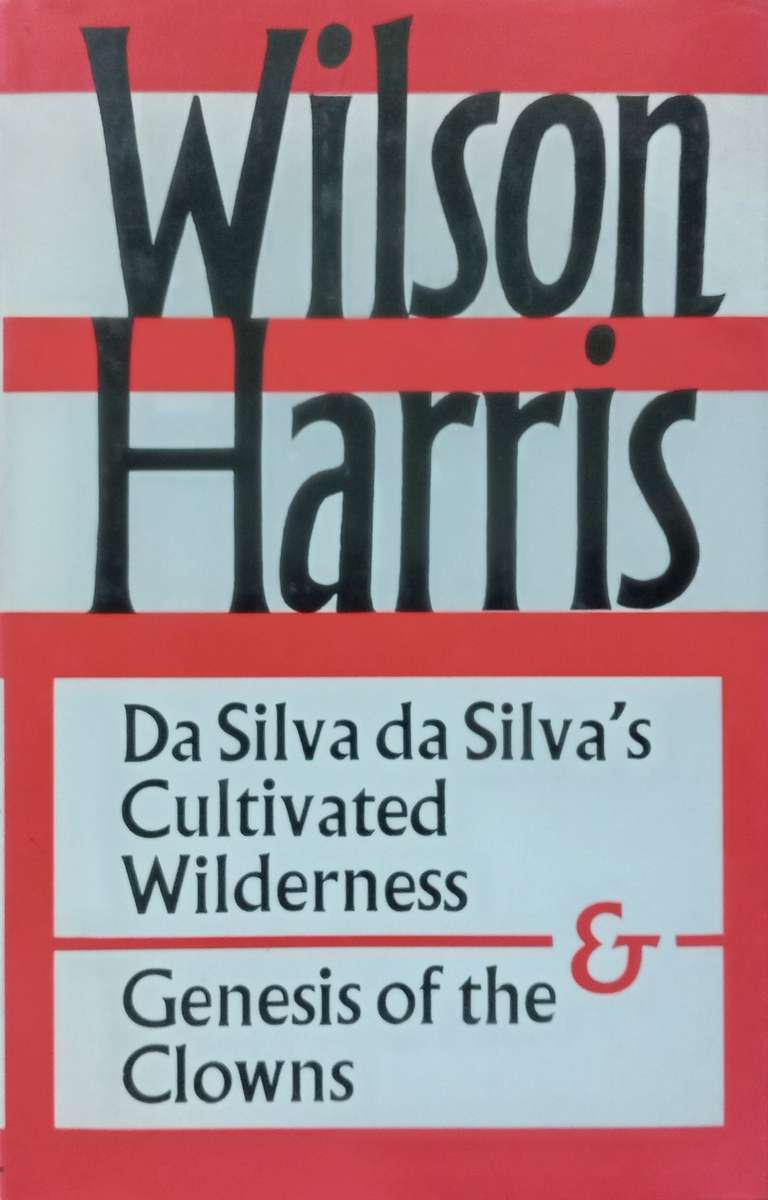 Wilson
Harris
Da Silva da Silva's
Cultivated
Wilderness
&
Genesis of the
Clowns